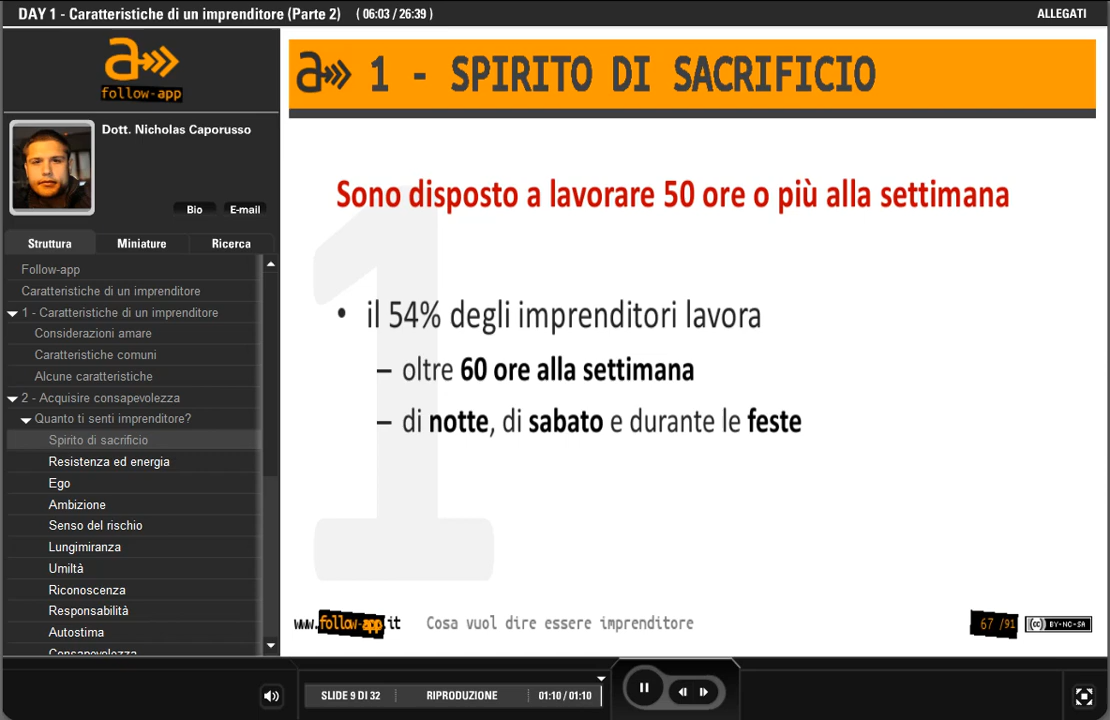 DAY 1 - Caratteristiche di un imprenditore (Parte 2) ( 06:03 / 26:39 )
ALLEGATI
a
follow-app
Dott. Nicholas Caporusso
Bio
E-mail
Struttura
Miniature
Ricerca
Follow-app
Caratteristiche di un imprenditore
1 - Caratteristiche di un imprenditore
Considerazioni amare
Caratteristiche comuni
Alcune caratteristiche
2 - Acquisire consapevolezza
Quanto ti senti imprenditore?
Spirito di sacrificio
Resistenza ed energia
Ego
Ambizione
Senso del rischio
Lungimiranza
Umiltà
Riconoscenza
Responsabilità
Autostima
Consapevolezza
a 1 - SPIRITO DI SACRIFICIO
1
Sono disposto a lavorare 50 ore o più alla settimana
• il 54% degli imprenditori lavora
– oltre 60 ore alla settimana
– di notte, di sabato e durante le feste
www.follow-app.it
Cosa vuol dire essere imprenditore
67 /91
(cc) BY-NC-SA
SLIDE 9 DI 32
RIPRODUZIONE
01:10 / 01:10